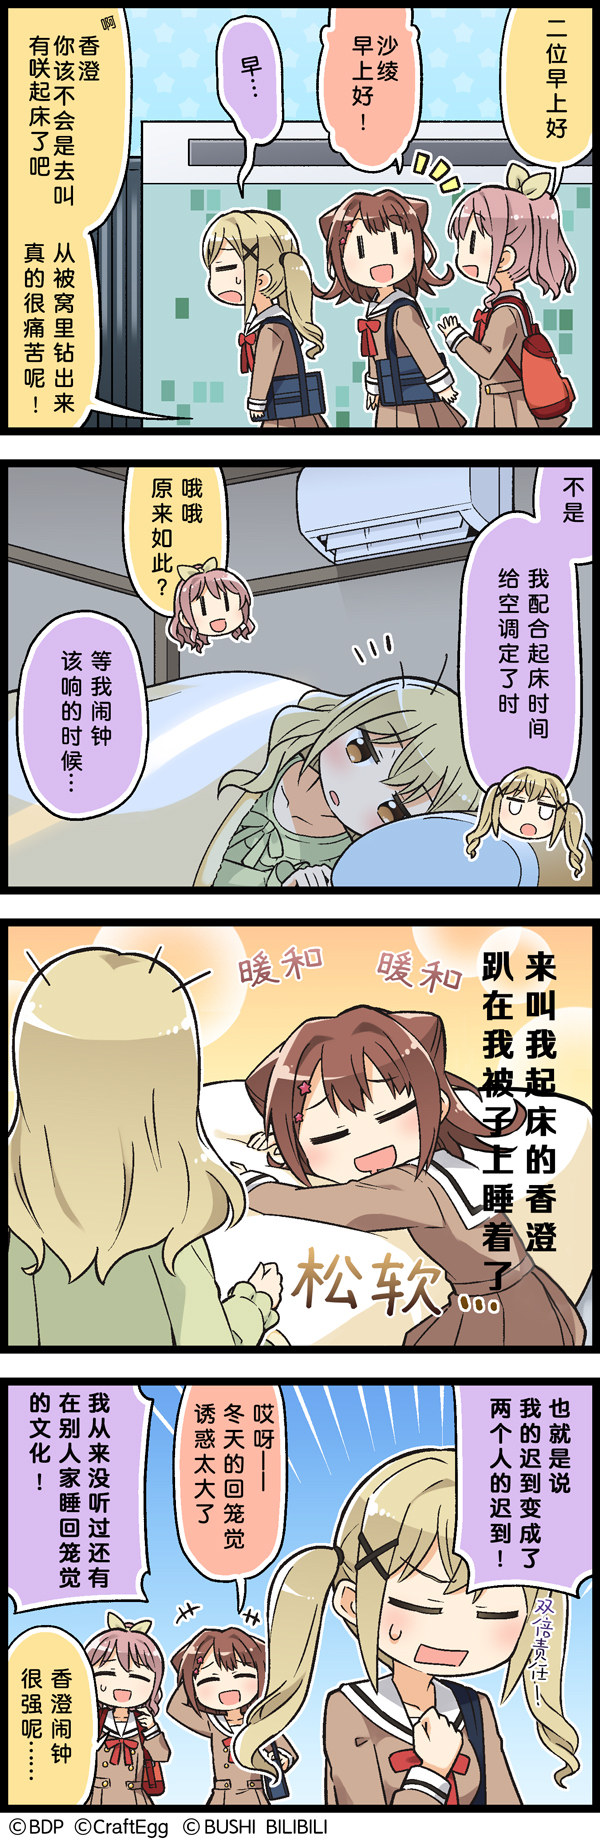 二位早上好
沙绫
早上好！
早…
啊
香澄
你该不会是去叫
有咲起床了吧
从被窝里钻出来
真的很痛苦呢！
不是
我配合起床时间
给空调定了时
哦哦
原来如此？
等我闹钟
该响的时候…
来叫我起床的香澄
趴在我被子上睡着了
…
暖和
暖和
松软
也就是说
我的迟到变成了
两个人的迟到！
双倍责任！
哎呀——
冬天的回笼觉
诱惑太大了
我从来没听过还有
在别人家睡回笼觉
的文化！
香澄闹钟
很强呢……
©BDP ©CraftEgg ©BUSHI BILIBILI